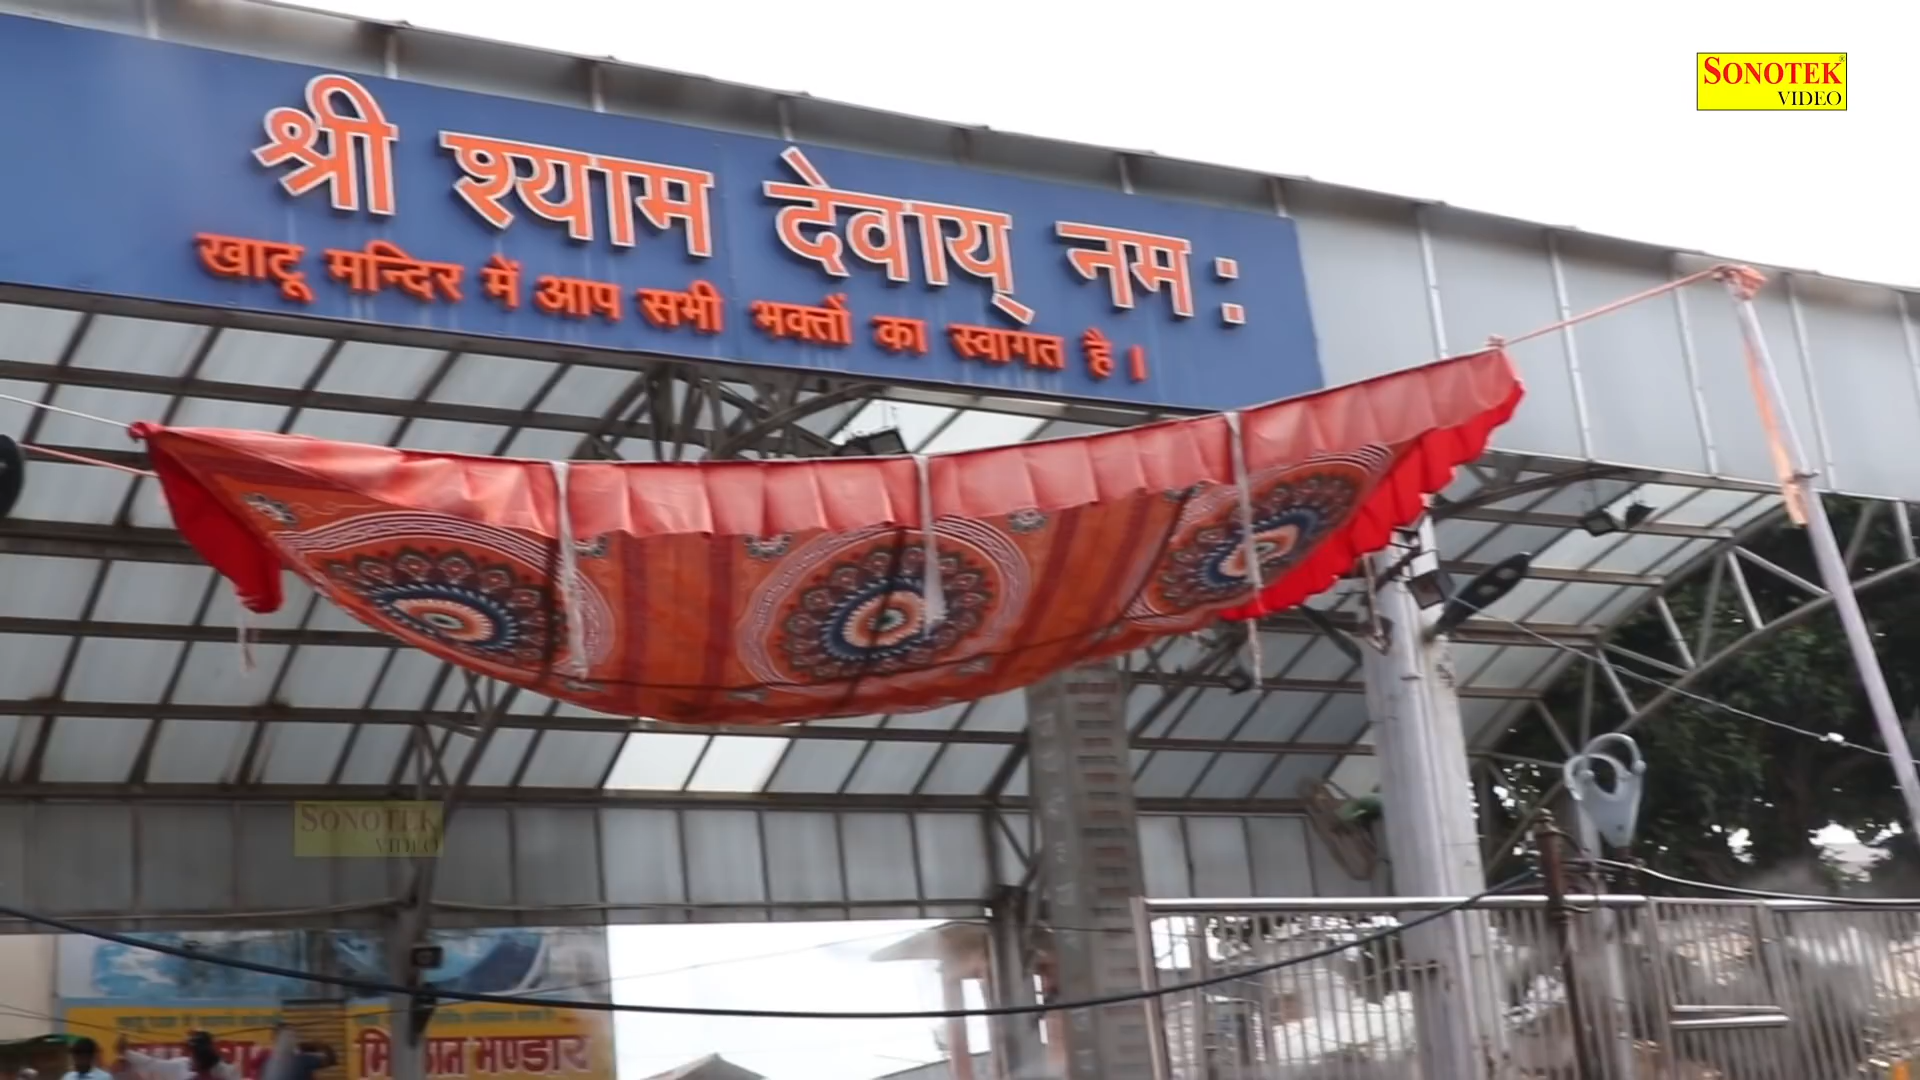 SONOTEK
VIDEO
श्री श्याम देवाय् नम :
खाटू मन्दिर में आप सभी भक्तों का स्वागत है ।
SONOTEK
VIDEO
भण्डार